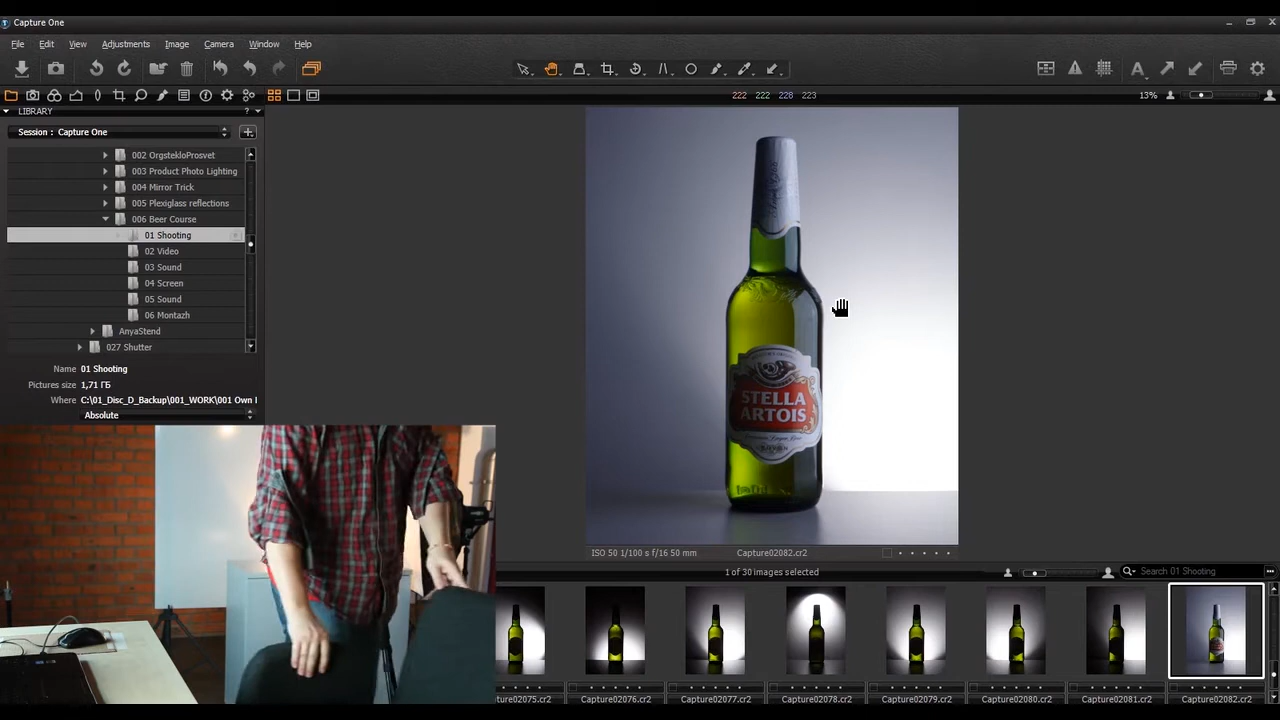 Capture One
File Edit View Adjustments Image Camera Window Help
222 222 228 223
13%
LIBRARY
? 
Session : Capture One
002 OrgstekloProsvet
003 Product Photo Lighting
004 Mirror Trick
005 Plexiglass reflections
006 Beer Course
01 Shooting
02 Video
03 Sound
04 Screen
05 Sound
06 Montazh
AnyaStend
027 Shutter
Name 01 Shooting
Pictures size 1,71 ГБ
Where C:\01_Disc_D_Backup\001_WORK\001 Own I
Absolute
STELLA
ARTOIS
ISO 50 1/100 s f/16 50 mm
Capture02082.cr2
1 of 30 images selected
Search 01 Shooting
Capture02075.cr2
Capture02076.cr2
Capture02077.cr2
Capture02078.cr2
Capture02079.cr2
Capture02080.cr2
Capture02081.cr2
Capture02082.cr2